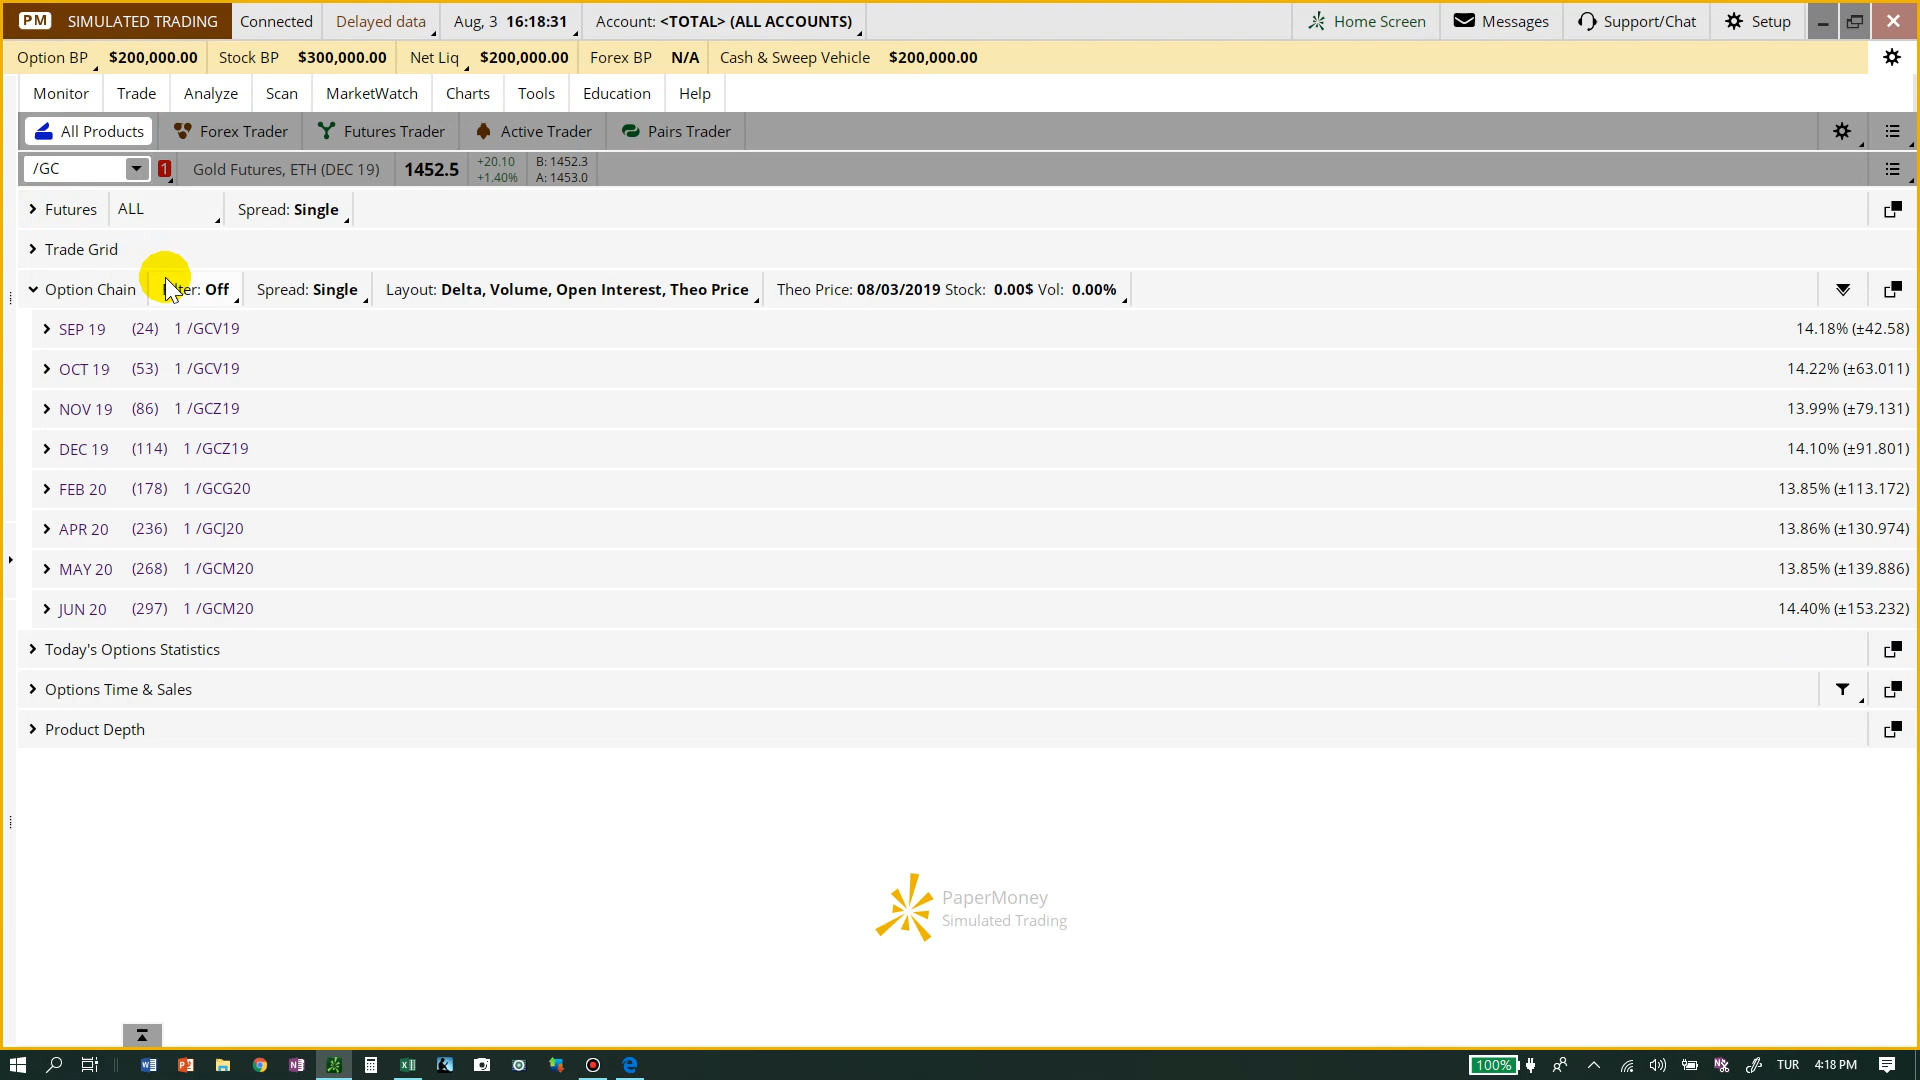 PM SIMULATED TRADING Connected Delayed data Aug, 3 16:18:31 Account: <TOTAL> (ALL ACCOUNTS) Home Screen Messages Support/Chat Setup
Option BP $200,000.00 Stock BP $300,000.00 Net Liq $200,000.00 Forex BP N/A Cash & Sweep Vehicle $200,000.00
Monitor Trade Analyze Scan MarketWatch Charts Tools Education Help
All Products Forex Trader Futures Trader Active Trader Pairs Trader
/GC 1 Gold Futures, ETH (DEC 19) 1452.5 +20.10 B: 1452.3
+1.40% A: 1453.0
Futures ALL Spread: Single
Trade Grid
Option Chain Off Spread: Single Layout: Delta, Volume, Open Interest, Theo Price Theo Price: 08/03/2019 Stock: 0.00$ Vol: 0.00%
SEP 19 (24) 1 /GCV19 14.18% (±42.58)
OCT 19 (53) 1 /GCV19 14.22% (±63.011)
NOV 19 (86) 1 /GCZ19 13.99% (±79.131)
DEC 19 (114) 1 /GCZ19 14.10% (±91.801)
FEB 20 (178) 1 /GCG20 13.85% (±113.172)
APR 20 (236) 1 /GCJ20 13.86% (±130.974)
MAY 20 (268) 1 /GCM20 13.85% (±139.886)
JUN 20 (297) 1 /GCM20 14.40% (±153.232)
Today's Options Statistics
Options Time & Sales
Product Depth
PaperMoney
Simulated Trading
100% TUR 4:18 PM